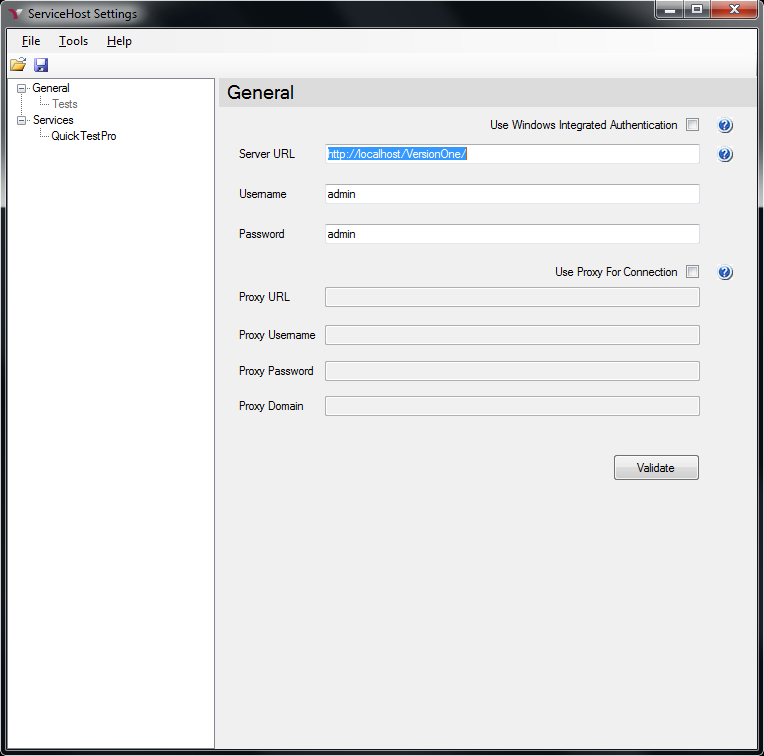 ServiceHost Settings
File Tools Help
General
Tests
Services
QuickTestPro
General
Use Windows Integrated Authentication
Server URL http://localhost/VersionOne/
Username admin
Password admin
Use Proxy For Connection
Proxy URL
Proxy Username
Proxy Password
Proxy Domain
Validate